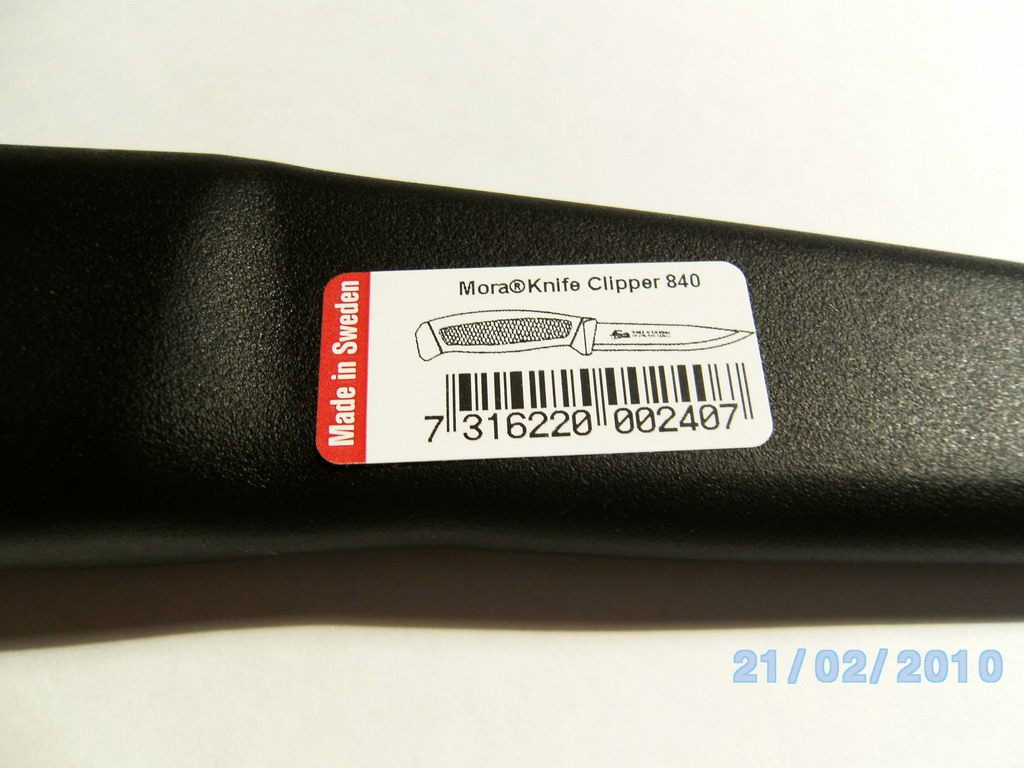 Made in Sweden
Mora®Knife Clipper 840
7 316220 002407
21/02/2010